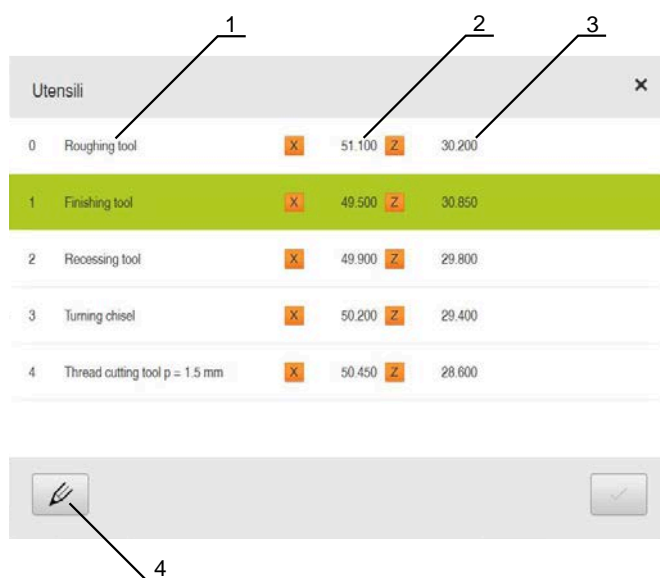 1 2 3
Utensili ×
0 Roughing tool X 51.100 Z 30.200
1 Finishing tool X 49.500 Z 30.850
2 Recessing tool X 49.900 Z 29.800
3 Turning chisel X 50.200 Z 29.400
4 Thread cutting tool p = 1.5 mm X 50.450 Z 28.600
4